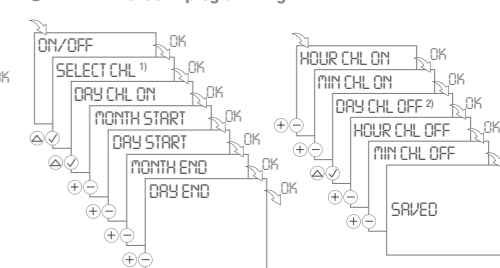 ON/OFF
OK
SELECT CHL 1)
OK
DAY CHL ON
OK
MONTH START
OK
DAY START
OK
MONTH END
OK
DAY END
OK
HOUR CHL ON
OK
MIN CHL ON
OK
DAY CHL OFF 2)
OK
HOUR CHL OFF
OK
MIN CHL OFF
SAVED